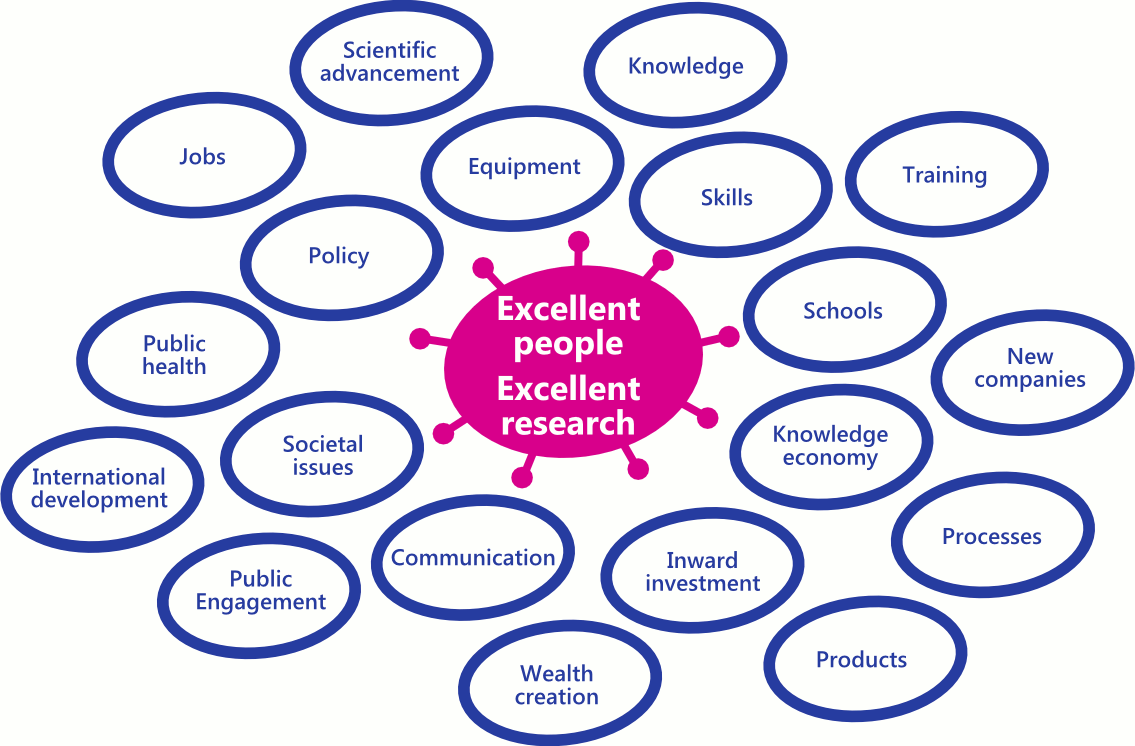 Scientific
advancement
Knowledge
Jobs
Equipment
Skills
Training
Policy
Excellent
people
Excellent
research
Schools
Public
health
New
companies
Societal
issues
Knowledge
economy
International
development
Communication
Inward
investment
Processes
Public
Engagement
Wealth
creation
Products